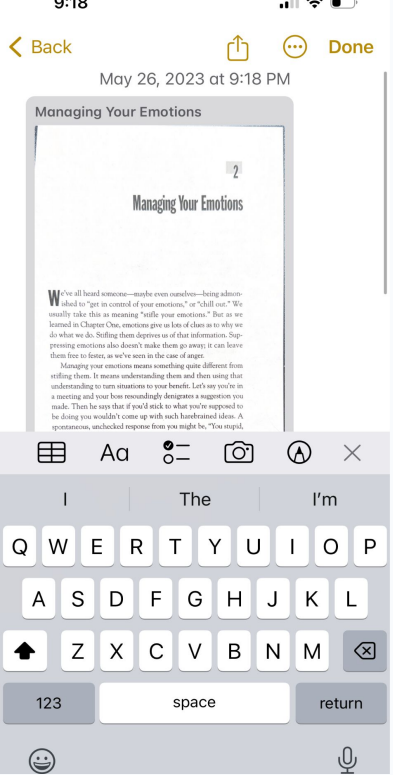 9:18
Back
Done
May 26, 2023 at 9:18 PM
Managing Your Emotions
2
Managing Your Emotions
We've all heard someone—maybe even ourselves—being admon-
ished to "get in control of your emotions," or "chill out." We
usually take this as meaning "stifle your emotions." But as we
learned in Chapter One, emotions give us lots of clues as to why we
do what we do. Stifling them deprives us of that information. Sup-
pressing emotions also doesn't make them go away; it can leave
them free to fester, as we've seen in the case of anger.
Managing your emotions means something quite different from
stifling them. It means understanding them and then using that
understanding to turn situations to your benefit. Let's say you're in
a meeting and your boss resoundingly denigrates a suggestion you
made. Then he says that if you'd stick to what you're supposed to
be doing you wouldn't come up with such harebrained ideas. A
spontaneous, unchecked response from you might be, "You stupid,
Aa
I The I'm
Q W E R T Y U I O P
A S D F G H J K L
Z X C V B N M
123 space return